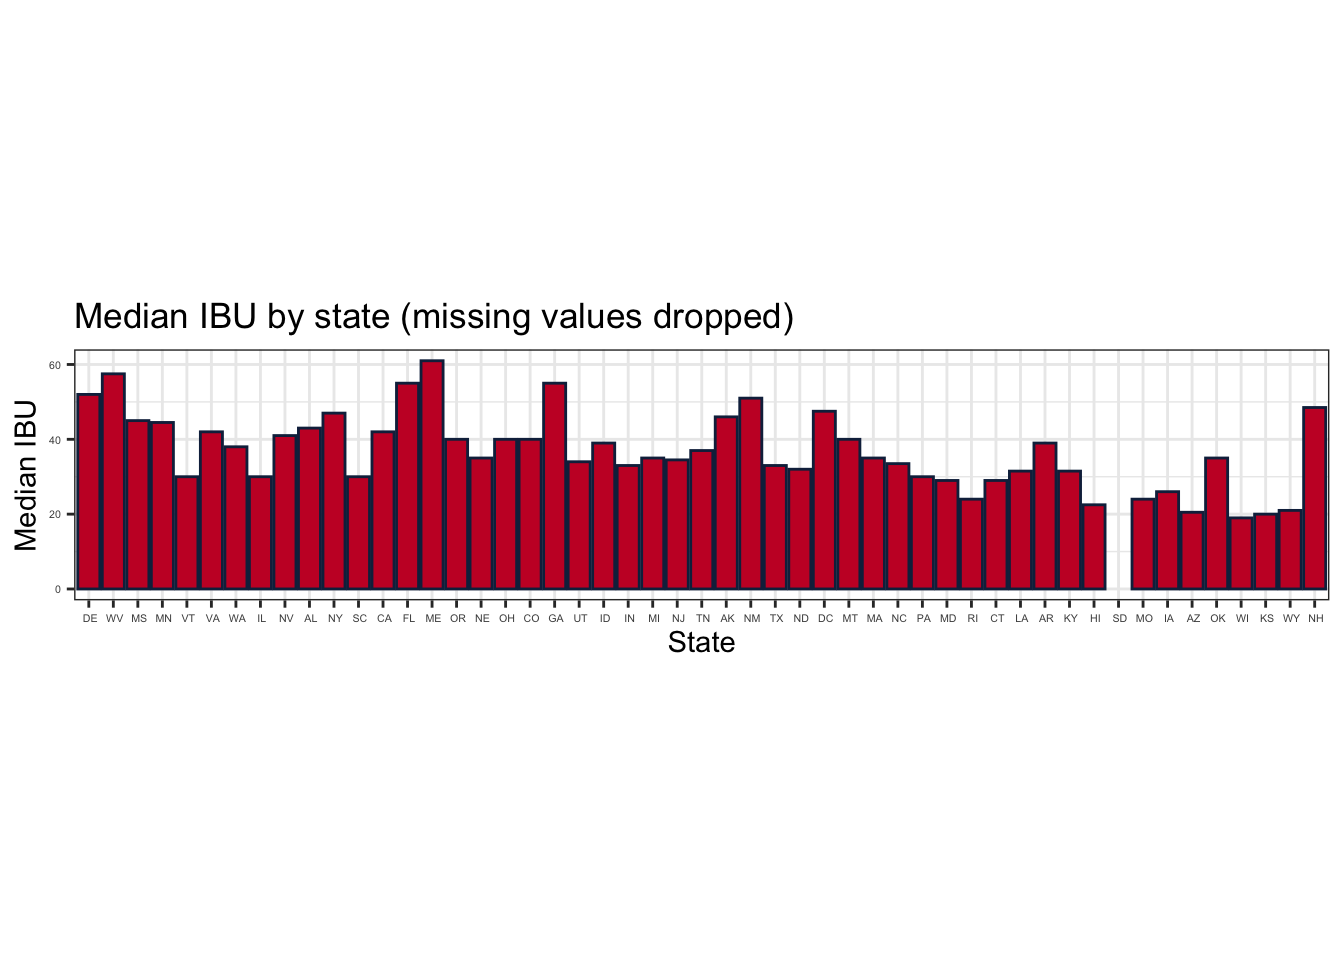 Median IBU by state (missing values dropped)
60
40
20
0
Median IBU
DE WV MS MN VT VA WA IL NV AL NY SC CA FL ME OR NE OH CO GA UT ID IN MI NJ TN AK NM TX ND DC MT MA NC PA MD RI CT LA AR KY HI SD MO IA AZ OK WI KS WY NH
State